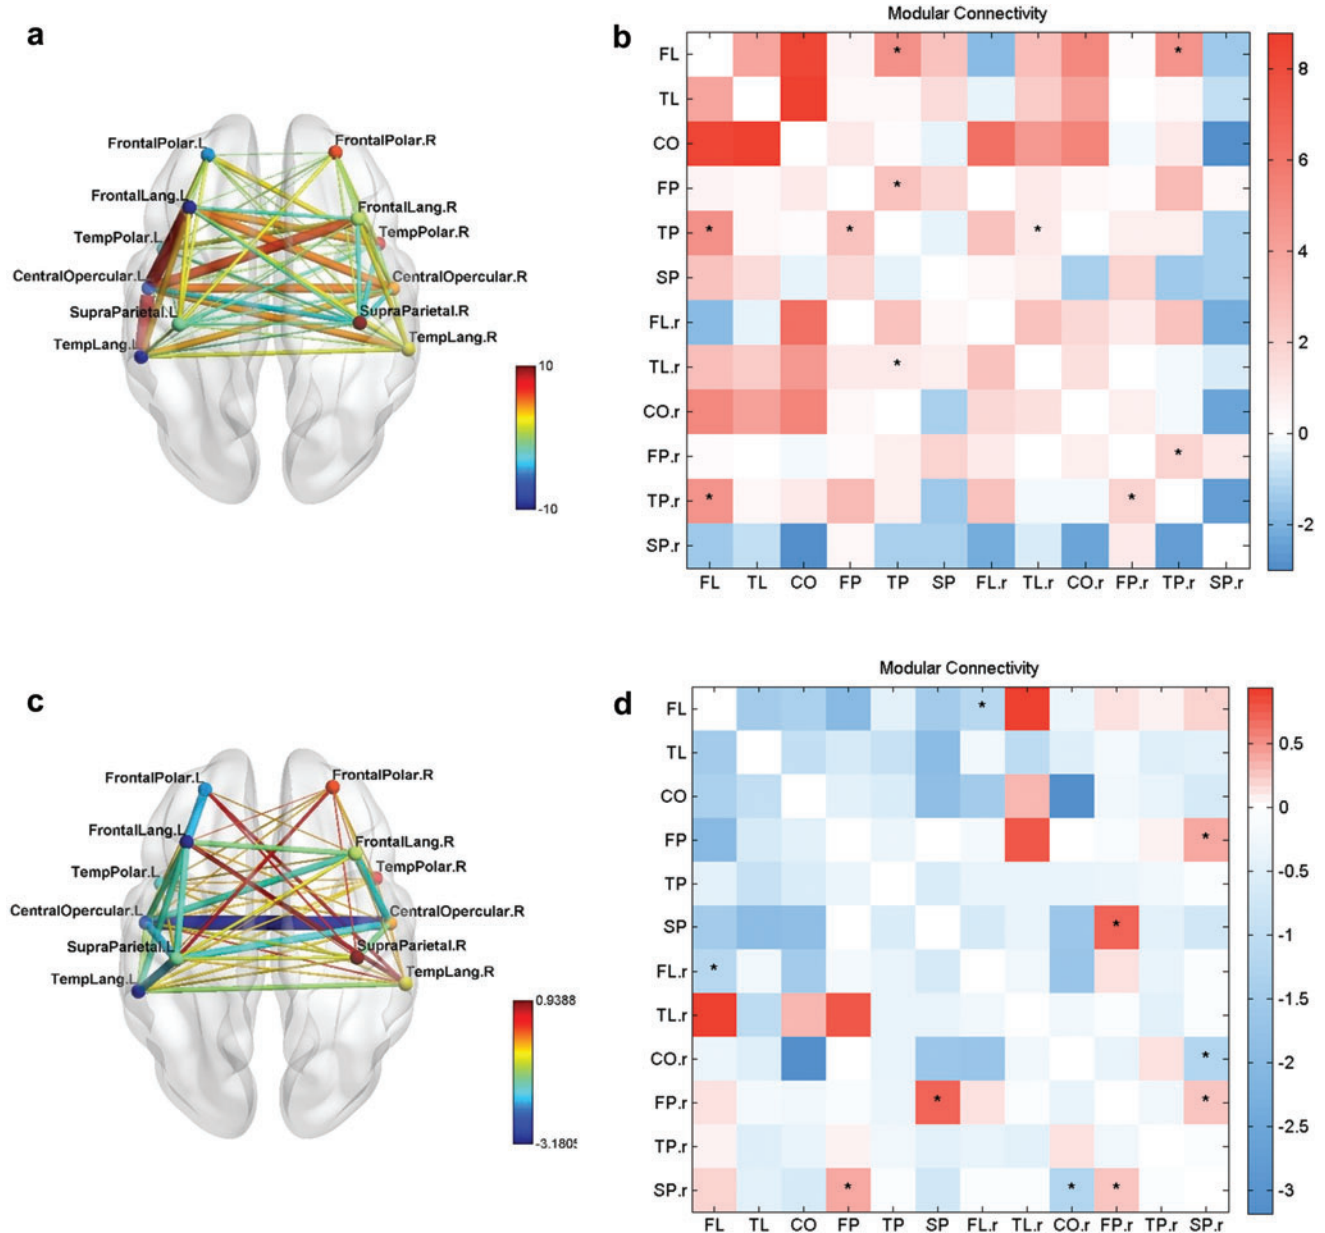 a
FrontalPolar.L
FrontalPolar.R
FrontalLang.L
FrontalLang.R
TempPolar.L
TempPolar.R
CentralOpercular.L
CentralOpercular.R
SupraParietal.L
SupraParietal.R
TempLang.L
TempLang.R
10
-10
b
Modular Connectivity
FL
TL
CO
FP
TP
SP
FL.r
TL.r
CO.r
FP.r
TP.r
SP.r
* *
*
* * *
*
*
* *
FL TL CO FP TP SP FL.r TL.r CO.r FP.r TP.r SP.r
8
6
4
2
0
-2
c
FrontalPolar.L
FrontalPolar.R
FrontalLang.L
FrontalLang.R
TempPolar.L
TempPolar.R
CentralOpercular.L
CentralOpercular.R
SupraParietal.L
SupraParietal.R
TempLang.L
TempLang.R
0.9388
-3.180
d
Modular Connectivity
FL
TL
CO
FP
TP
SP
FL.r
TL.r
CO.r
FP.r
TP.r
SP.r
*
*
*
*
*
* *
* * *
FL TL CO FP TP SP FL.r TL.r CO.r FP.r TP.r SP.r
0.5
0
-0.5
-1
-1.5
-2
-2.5
-3